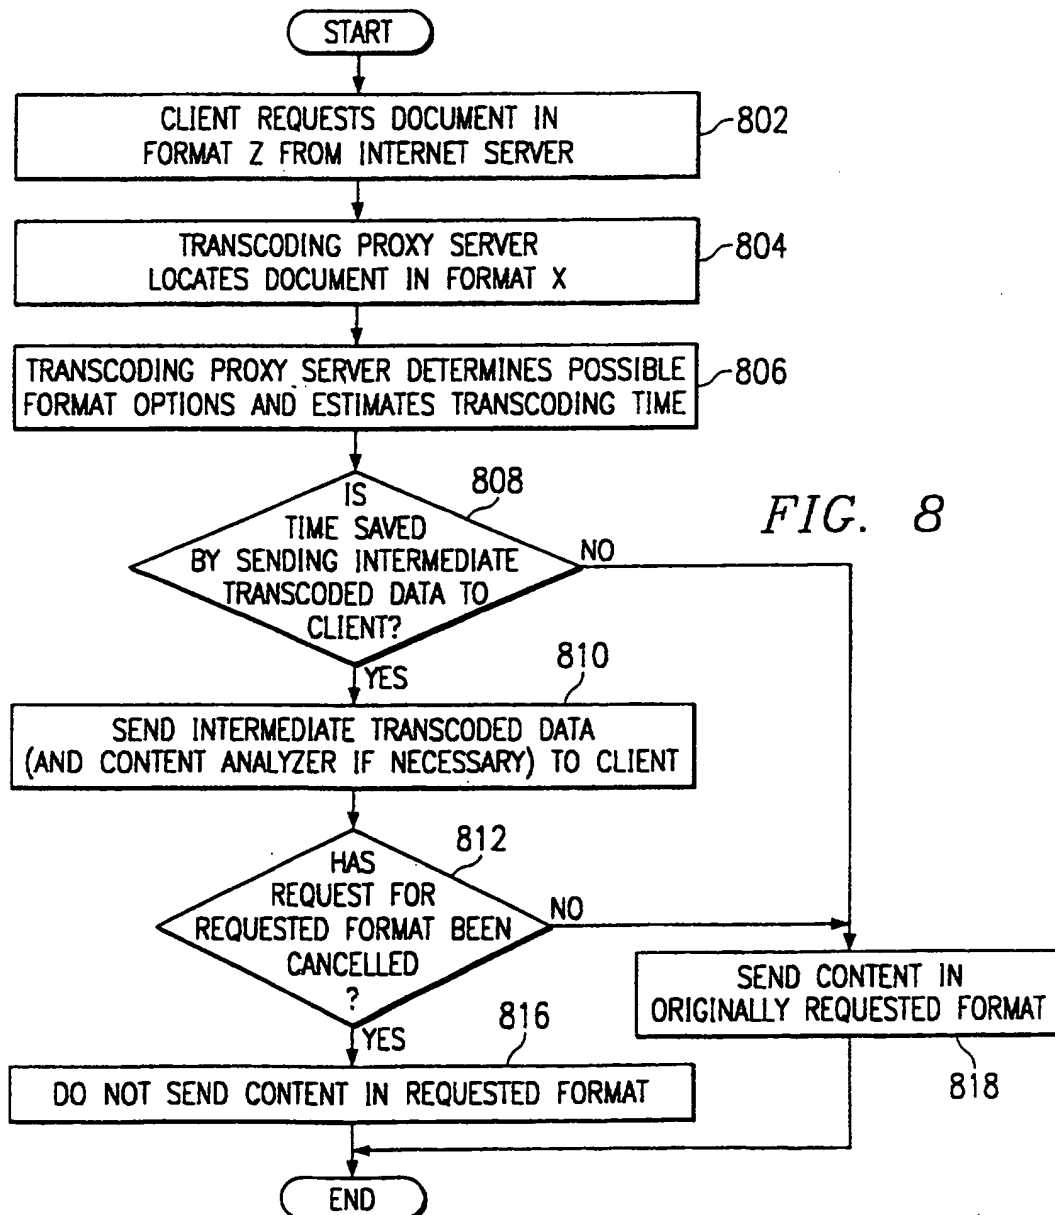 START
CLIENT REQUESTS DOCUMENT IN
FORMAT Z FROM INTERNET SERVER
802
TRANSCODING PROXY SERVER
LOCATES DOCUMENT IN FORMAT X
804
TRANSCODING PROXY SERVER DETERMINES POSSIBLE
FORMAT OPTIONS AND ESTIMATES TRANSCODING TIME
806
IS
TIME SAVED
BY SENDING INTERMEDIATE
TRANSCODED DATA TO
CLIENT?
808
NO
FIG. 8
YES
810
SEND INTERMEDIATE TRANSCODED DATA
(AND CONTENT ANALYZER IF NECESSARY) TO CLIENT
HAS
REQUEST FOR
REQUESTED FORMAT BEEN
CANCELLED
?
812
NO
SEND CONTENT IN
ORIGINALLY REQUESTED FORMAT
818
YES
816
DO NOT SEND CONTENT IN REQUESTED FORMAT
END